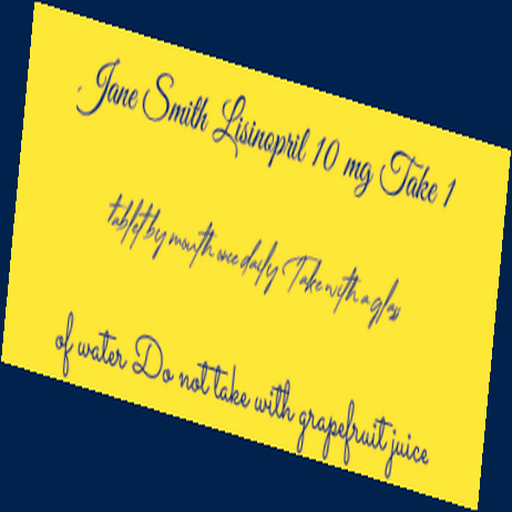 Jane Smith Lisinopril 10 mg Take 1
tablet by mouth once daily Take with a glass
of water Do not take with grapefruit juice